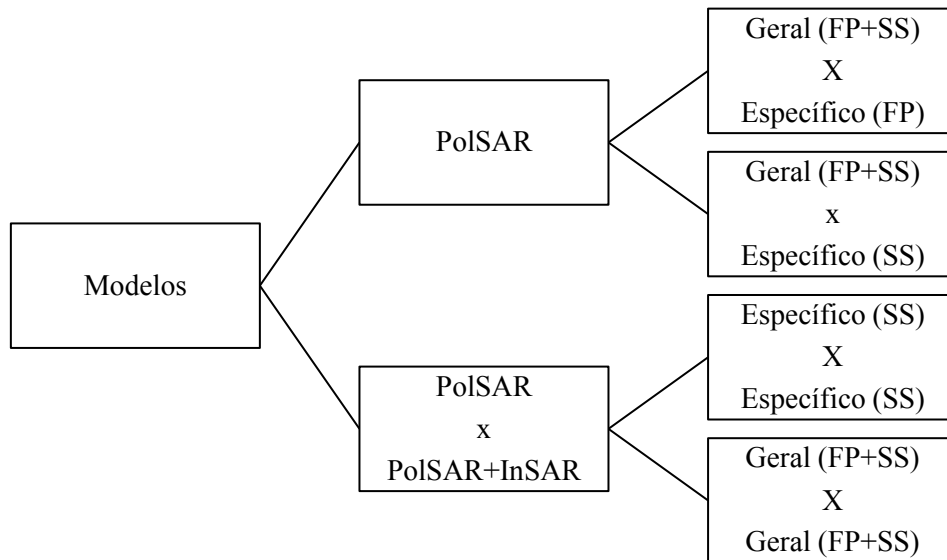 Modelos
PolSAR
PolSAR
x
PolSAR+InSAR
Geral (FP+SS)
X
Específico (FP)
Geral (FP+SS)
x
Específico (SS)
Específico (SS)
X
Específico (SS)
Geral (FP+SS)
X
Geral (FP+SS)